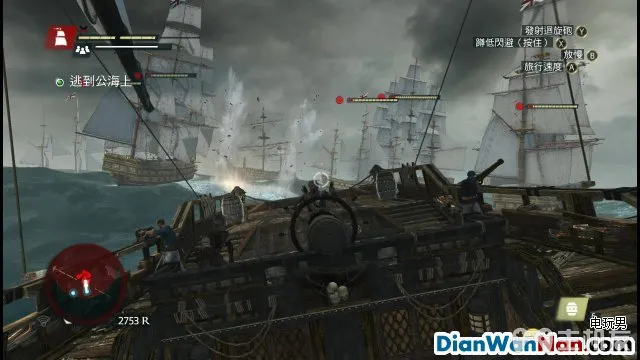 發射迴旋砲 Y
蹲低閃避（按住） X
放慢 B
旅行速度 A
逃到公海上
2753 R
电玩男
DianWanNan.com